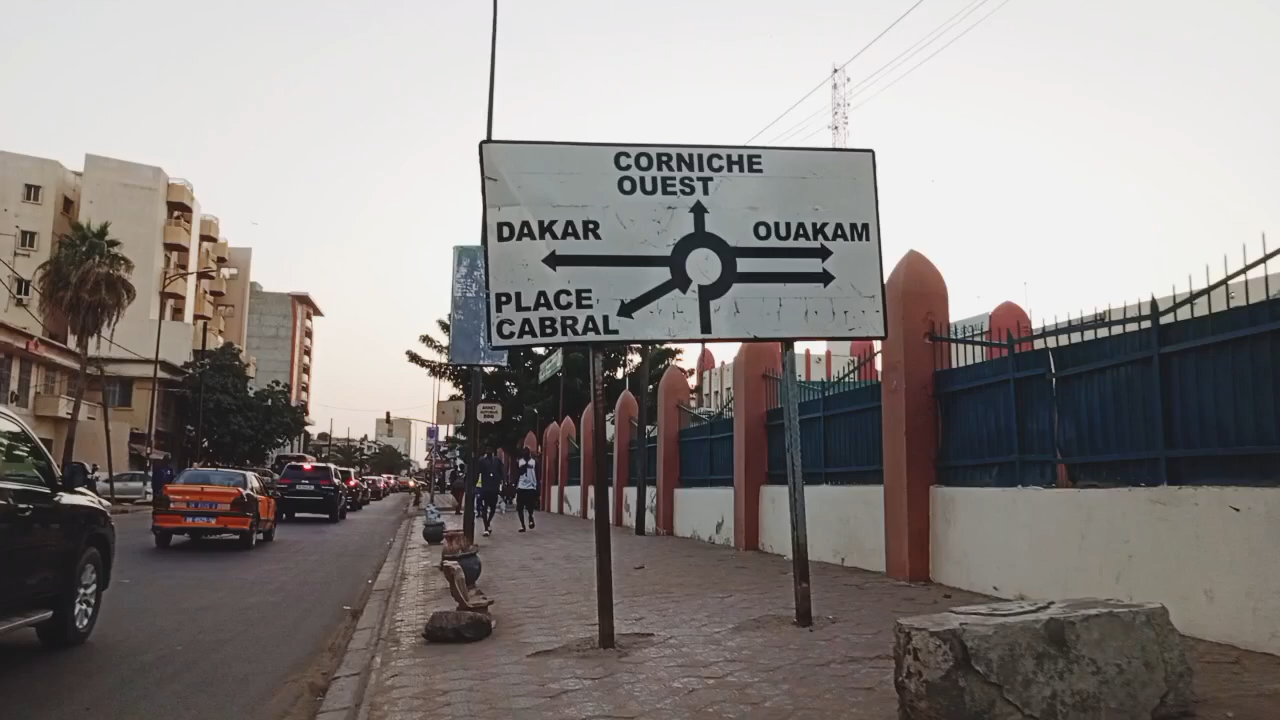 CORNICHE
OUEST
DAKAR
OUAKAM
PLACE
CABRAL